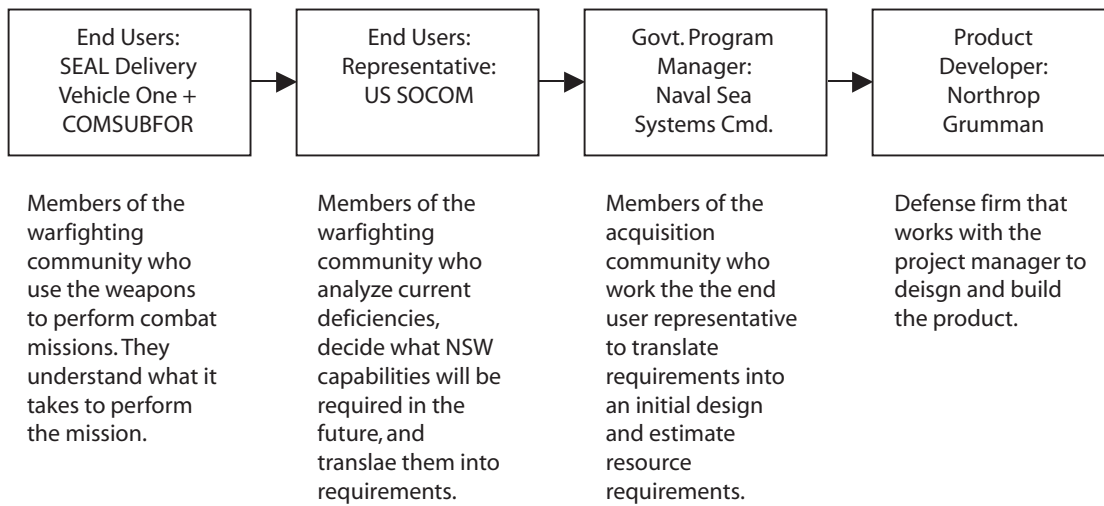 End Users:
SEAL Delivery
Vehicle One +
COMSUBFOR
End Users:
Representative:
US SOCOM
Govt. Program
Manager:
Naval Sea
Systems Cmd.
Product
Developer:
Northrop
Grumman
Members of the
warfighting
community who
use the weapons
to perform combat
missions. They
understand what it
takes to perform
the mission.
Members of the
warfighting
community who
analyze current
deficiencies,
decide what NSW
capabilities will be
required in the
future, and
translae them into
requirements.
Members of the
acquisition
community who
work the the end
user representative
to translate
requirements into
an initial design
and estimate
resource
requirements.
Defense firm that
works with the
project manager to
deisgn and build
the product.